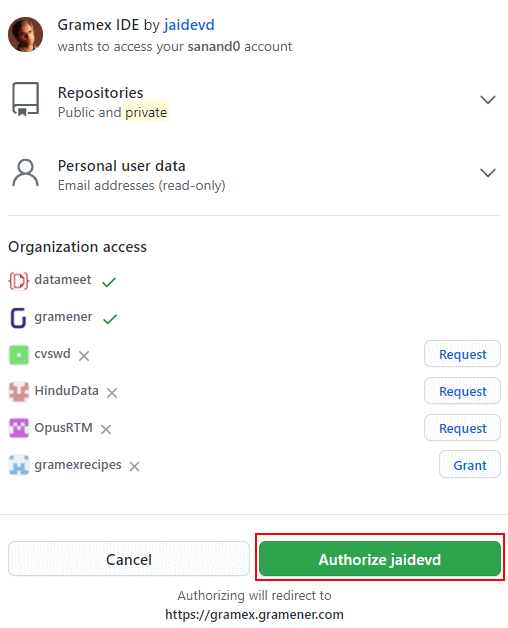 Gramex IDE by jaidevd
wants to access your sanand0 account
Repositories
Public and private
Personal user data
Email addresses (read-only)
Organization access
datameet
gramener
cvswd
Request
HinduData
Request
OpusRTM
Request
gramexrecipes
Grant
Cancel
Authorize jaidevd
Authorizing will redirect to
https://gramex.gramener.com